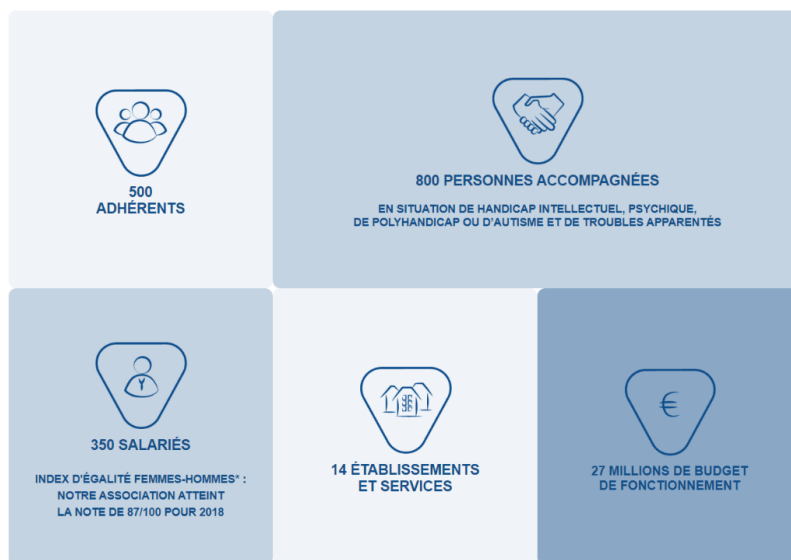 500
ADHÉRENTS
800 PERSONNES ACCOMPAGNÉES
EN SITUATION DE HANDICAP INTELLECTUEL, PSYCHIQUE,
DE POLYHANDICAP OU D'AUTISME ET DE TROUBLES APPARENTÉS
350 SALARIÉS
INDEX D'ÉGALITÉ FEMMES-HOMMES* :
NOTRE ASSOCIATION ATTEINT
LA NOTE DE 87/100 POUR 2018
14 ÉTABLISSEMENTS
ET SERVICES
€
27 MILLIONS DE BUDGET
DE FONCTIONNEMENT